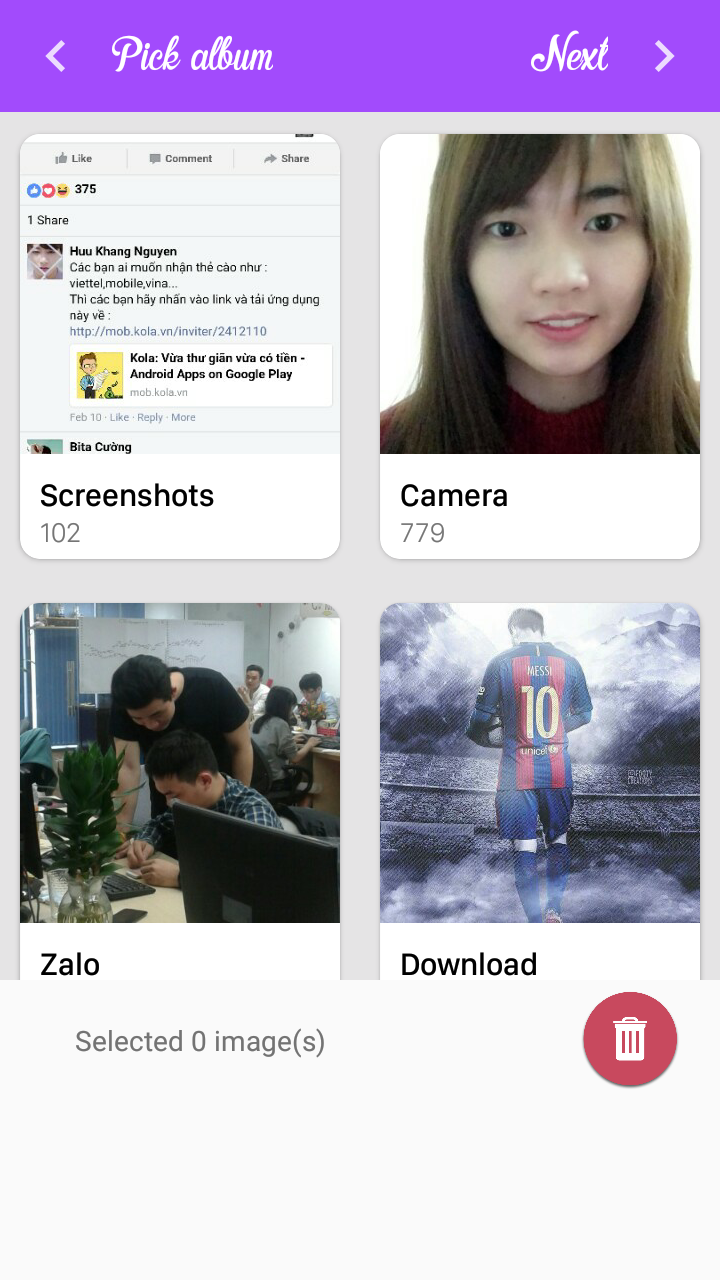 Pick album
Next
Like
Comment
Share
375
1 Share
Huu Khang Nguyen
Các bạn ai muốn nhận thẻ cào như :
viettel,mobile,vina...
Thì các bạn hãy nhấn vào link và tải ứng dụng
này về :
http://mob.kola.vn/inviter/2412110
Kola: Vừa thư giãn vừa có tiền -
Android Apps on Google Play
mob.kola.vn
Feb 10 · Like · Reply · More
Bita Cường
Screenshots
102
Camera
779
MESSI
10
unicef
Zalo
Download
Selected 0 image(s)